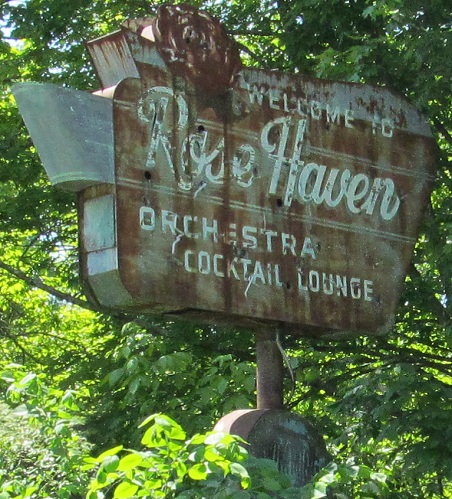 WELCOME TO
Rose Haven
ORCHESTRA
COCKTAIL LOUNGE